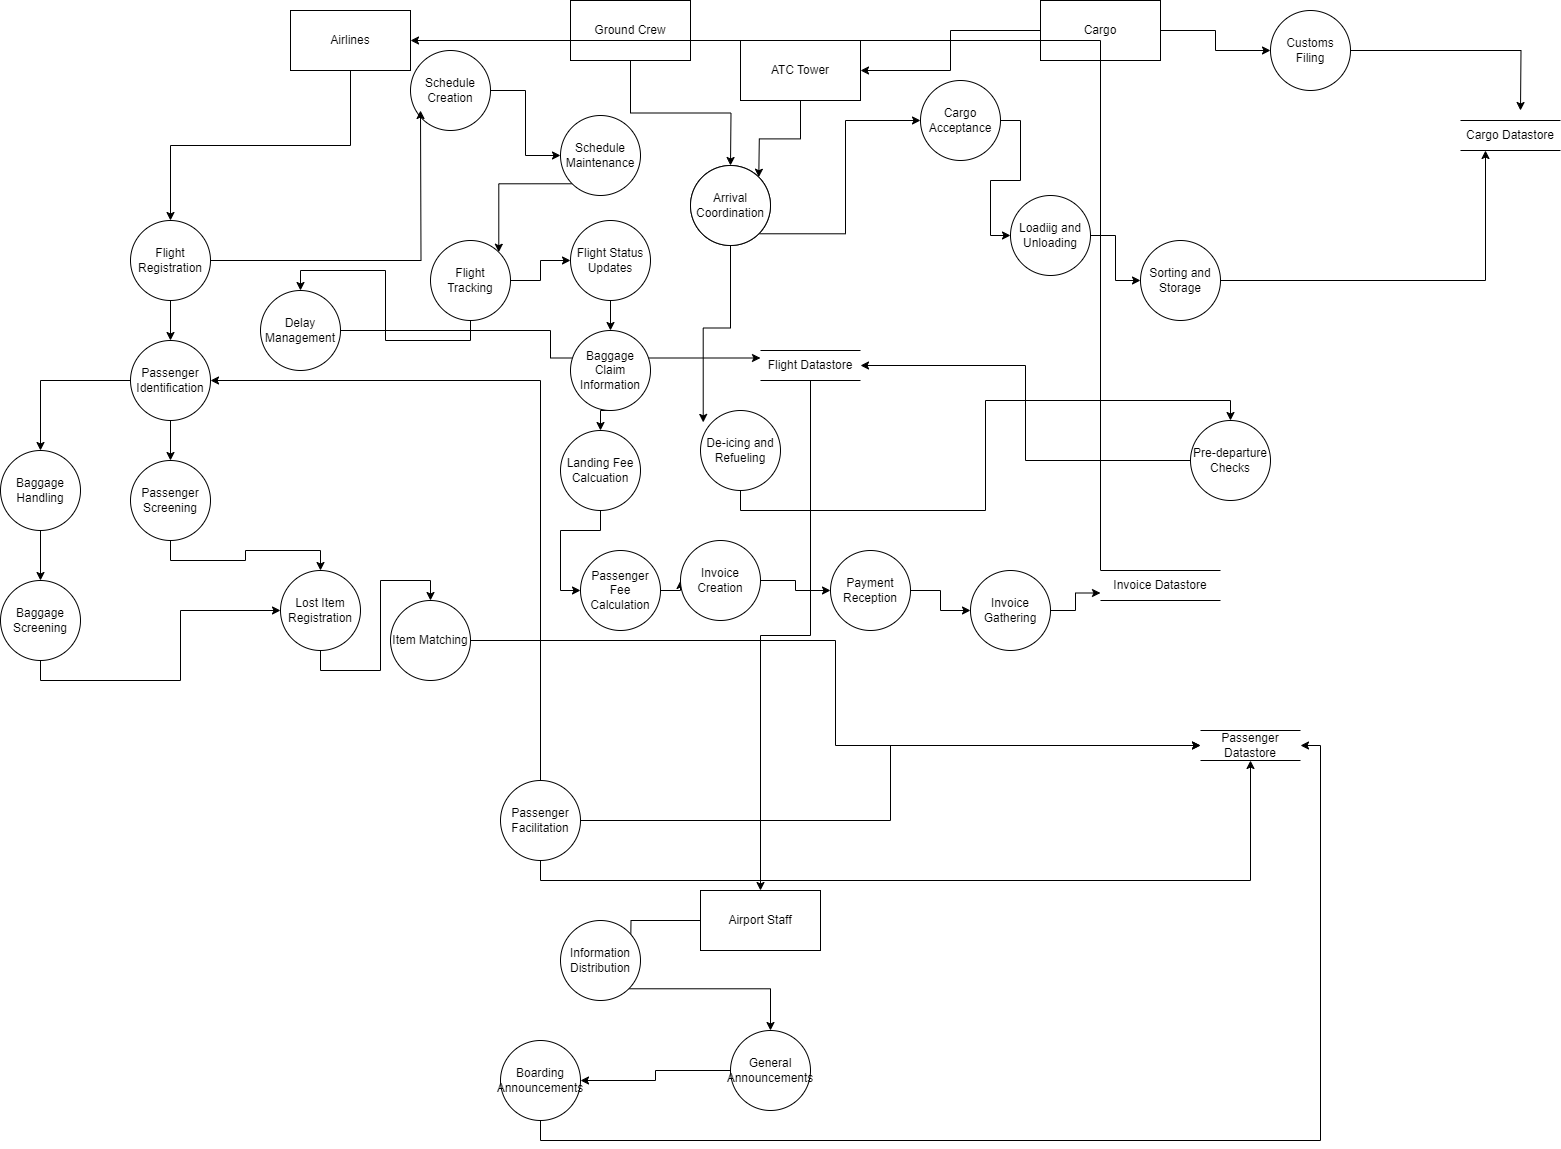 Airlines
Ground Crew
Cargo
Customs
Filing
ATC Tower
Schedule
Creation
Cargo
Acceptance
Cargo Datastore
Schedule
Maintenance
Arrival
Coordination
Loadiig and
Unloading
Flight
Registration
Flight
Tracking
Flight Status
Updates
Sorting and
Storage
Delay
Management
Baggage
Claim
Information
Flight Datastore
Passenger
Identification
De-icing and
Refueling
Pre-departure
Checks
Landing Fee
Calcuation
Baggage
Handling
Passenger
Screening
Passenger
Fee
Calculation
Invoice
Creation
Payment
Reception
Invoice
Gathering
Invoice Datastore
Baggage
Screening
Lost Item
Registration
Item Matching
Passenger
Datastore
Passenger
Facilitation
Airport Staff
Information
Distribution
General
Announcements
Boarding
Announcements